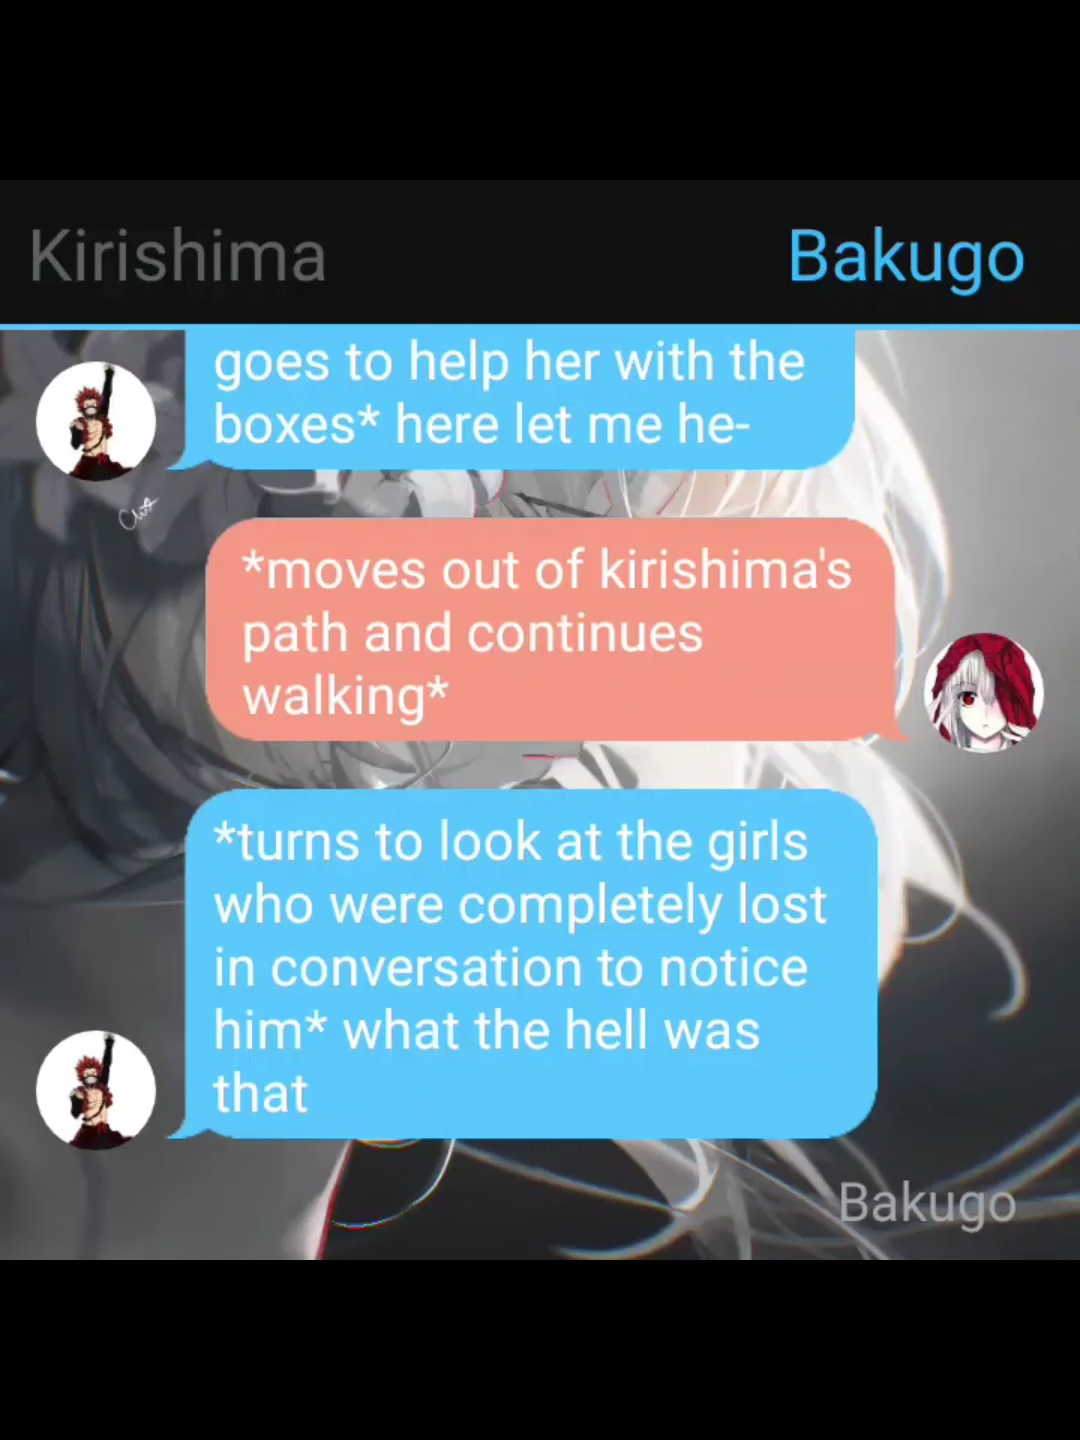 Kirishima
Bakugo
goes to help her with the
boxes* here let me he-
*moves out of kirishima's
path and continues
walking*
*turns to look at the girls
who were completely lost
in conversation to notice
him* what the hell was
that
Bakugo